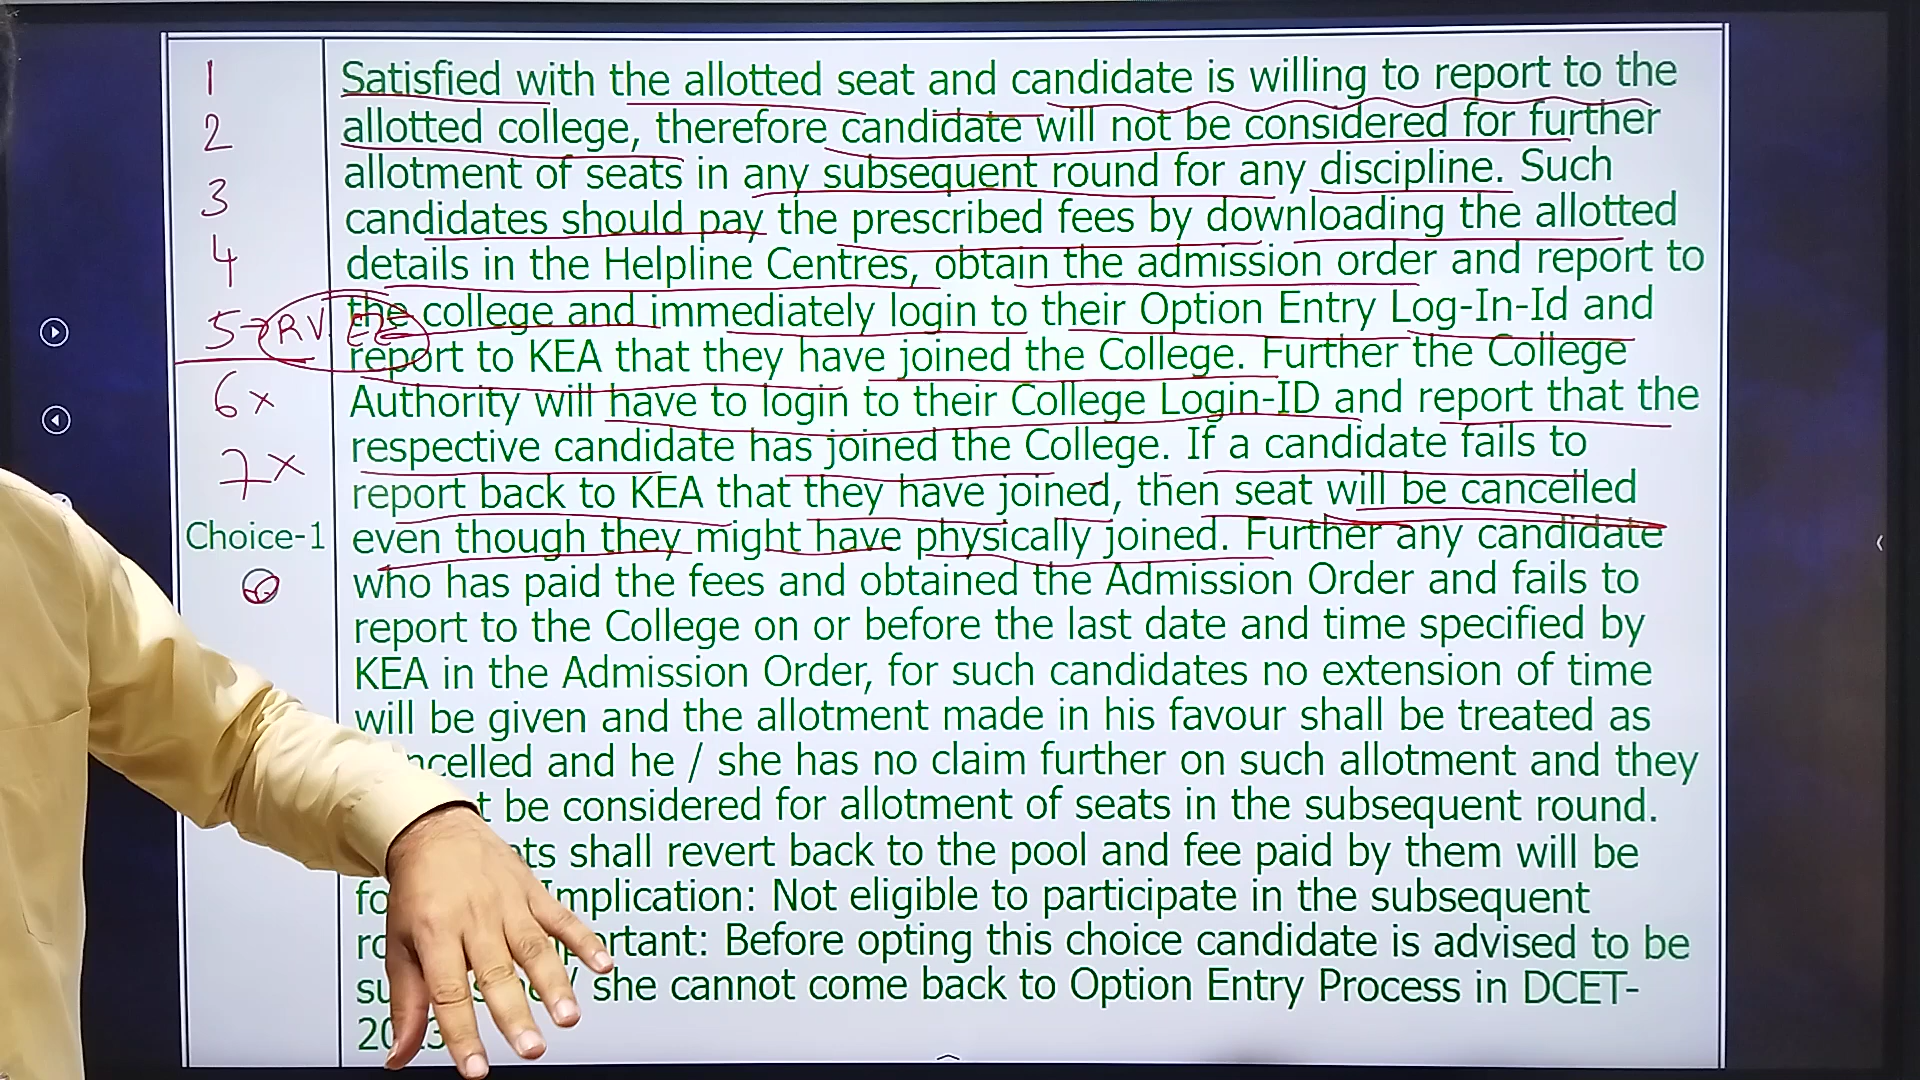 1
2
3
4
5→RV. EC
6 x
7 x
Choice-1
Satisfied with the allotted seat and candidate is willing to report to the
allotted college, therefore candidate will not be considered for further
allotment of seats in any subsequent round for any discipline. Such
candidates should pay the prescribed fees by downloading the allotted
details in the Helpline Centres, obtain the admission order and report to
the college and immediately login to their Option Entry Log-In-Id and
report to KEA that they have joined the College. Further the College
Authority will have to login to their College Login-ID and report that the
respective candidate has joined the College. If a candidate fails to
report back to KEA that they have joined, then seat will be cancelled
even though they might have physically joined. Further any candidate
who has paid the fees and obtained the Admission Order and fails to
report to the College on or before the last date and time specified by
KEA in the Admission Order, for such candidates no extension of time
will be given and the allotment made in his favour shall be treated as
and he / she has no claim further on such allotment and they
be considered for allotment of seats in the subsequent round.
shall revert back to the pool and fee paid by them will be
Implication: Not eligible to participate in the subsequent
Before opting this choice candidate is advised to be
/ she cannot come back to Option Entry Process in DCET-